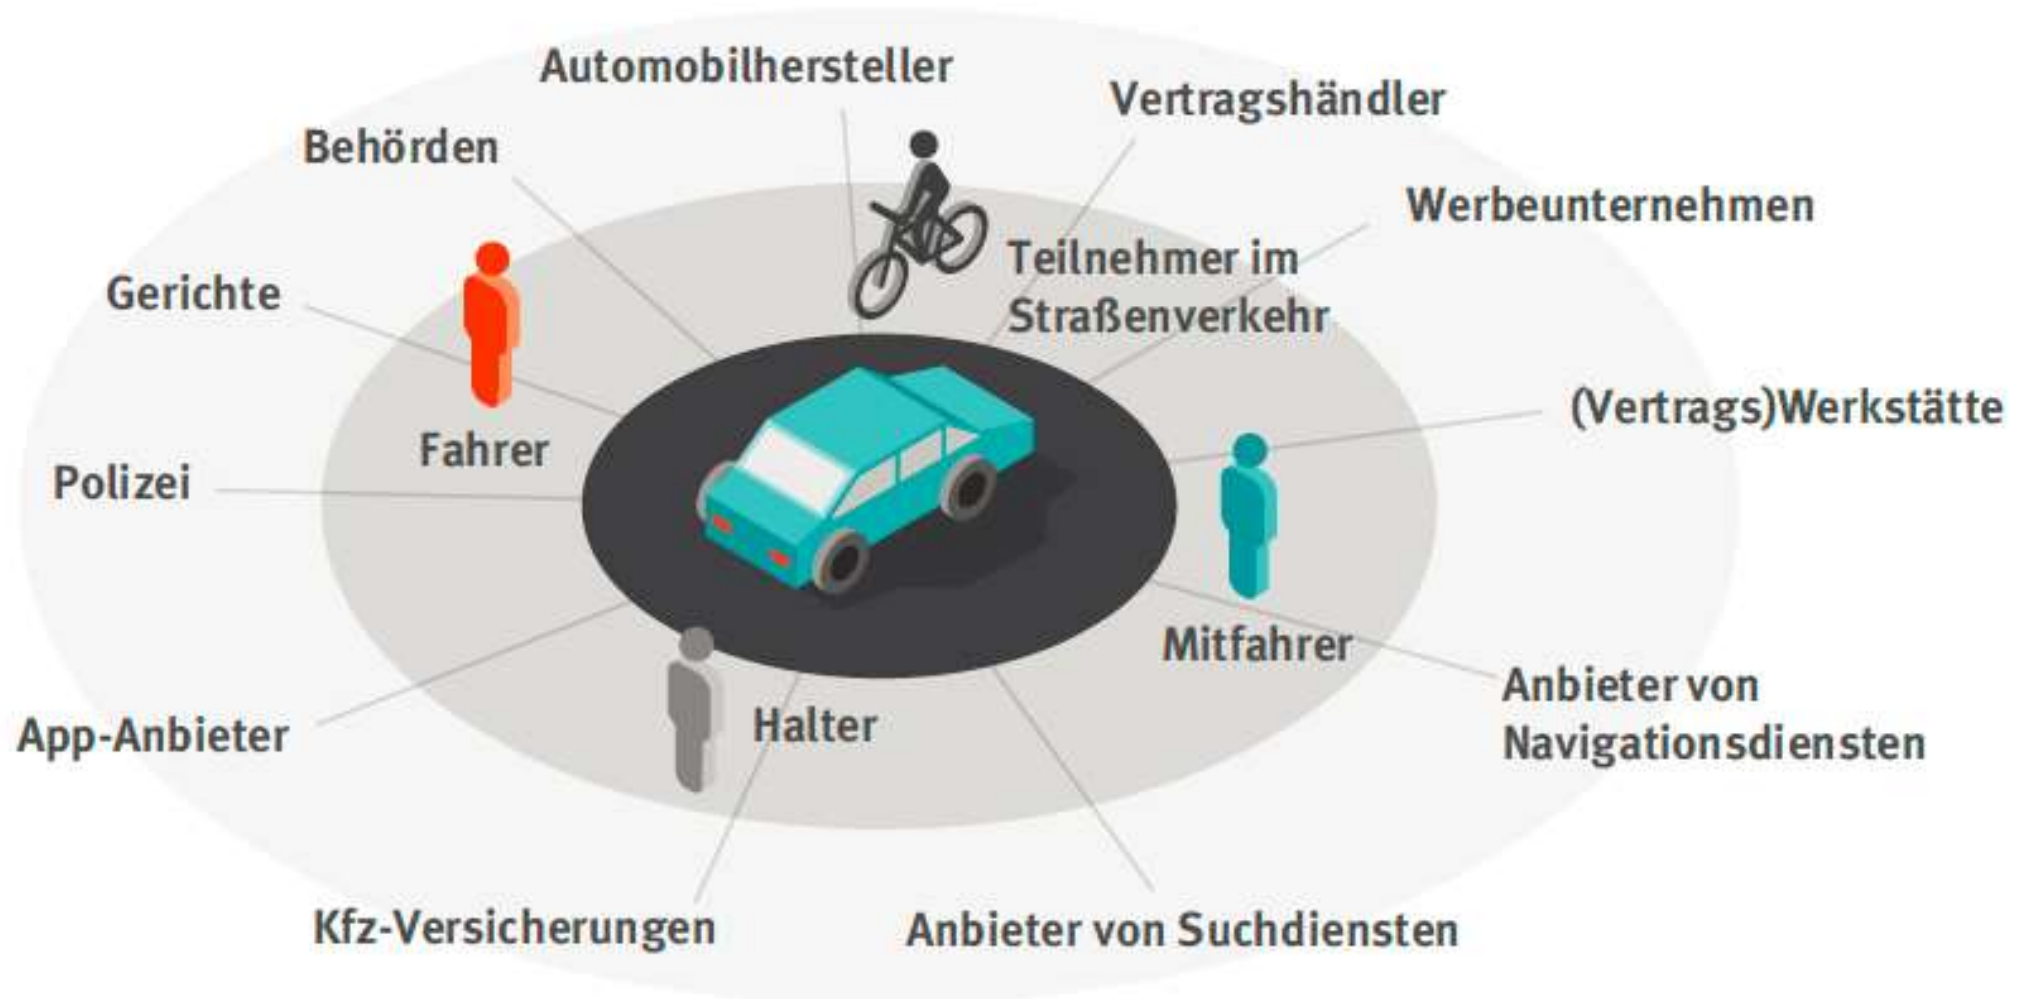 Automobilhersteller
Vertragshändler
Behörden
Werbeunternehmen
Teilnehmer im
Straßenverkehr
Gerichte
(Vertrags)Werkstätte
Fahrer
Polizei
Mitfahrer
Anbieter von
Navigationsdiensten
App-Anbieter
Halter
Kfz-Versicherungen
Anbieter von Suchdiensten